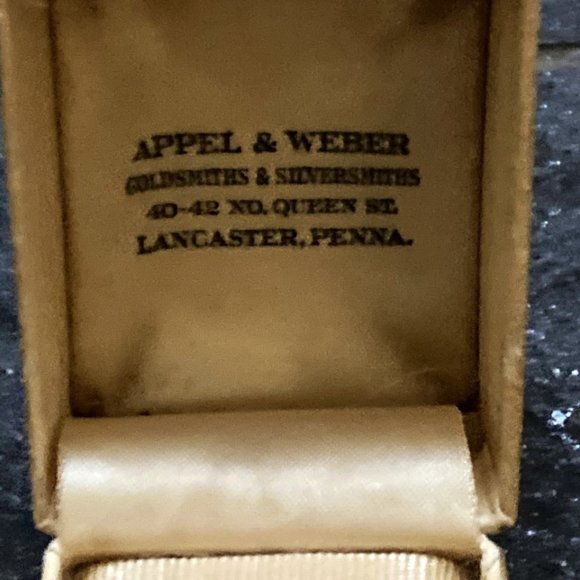 APPEL & WEBER
GOLDSMITHS & SILVERSMITHS
40-42 NO. QUEEN ST.
LANCASTER, PENNA.